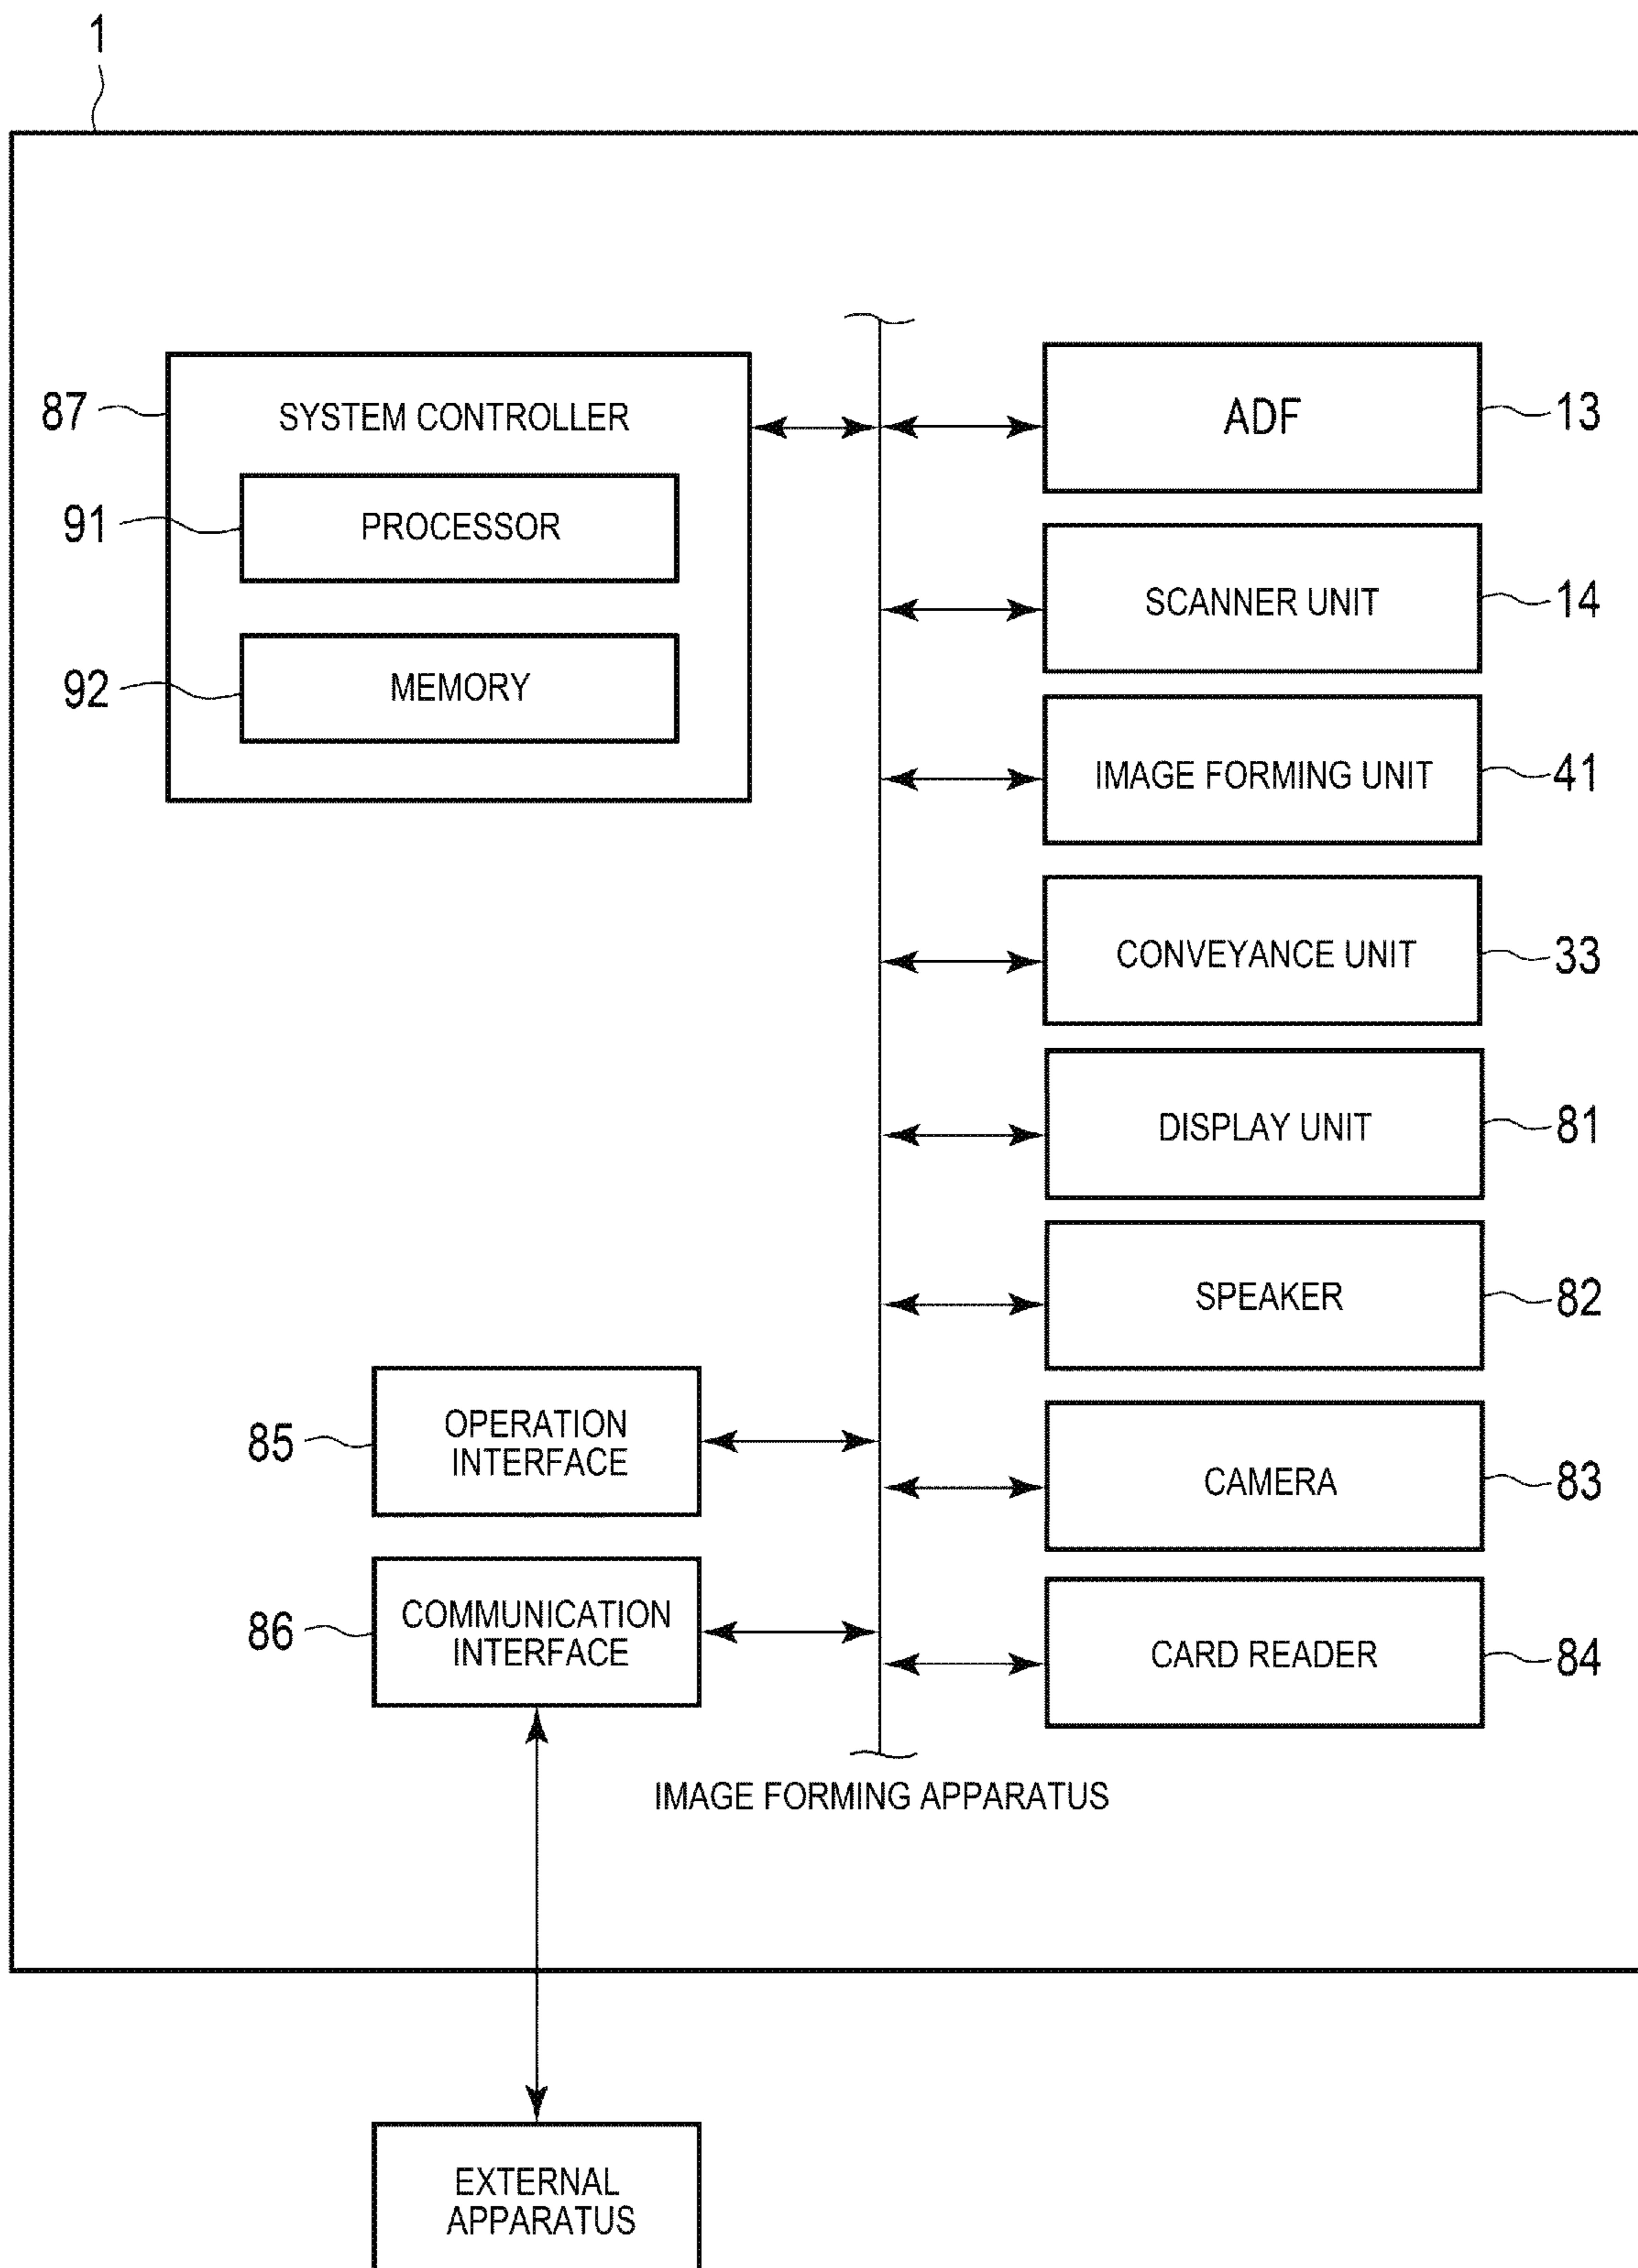 1
87
SYSTEM CONTROLLER
ADF
13
91
PROCESSOR
SCANNER UNIT
14
92
MEMORY
IMAGE FORMING UNIT
41
CONVEYANCE UNIT
33
DISPLAY UNIT
81
SPEAKER
82
85
OPERATION
INTERFACE
CAMERA
83
86
COMMUNICATION
INTERFACE
CARD READER
84
IMAGE FORMING APPARATUS
EXTERNAL
APPARATUS